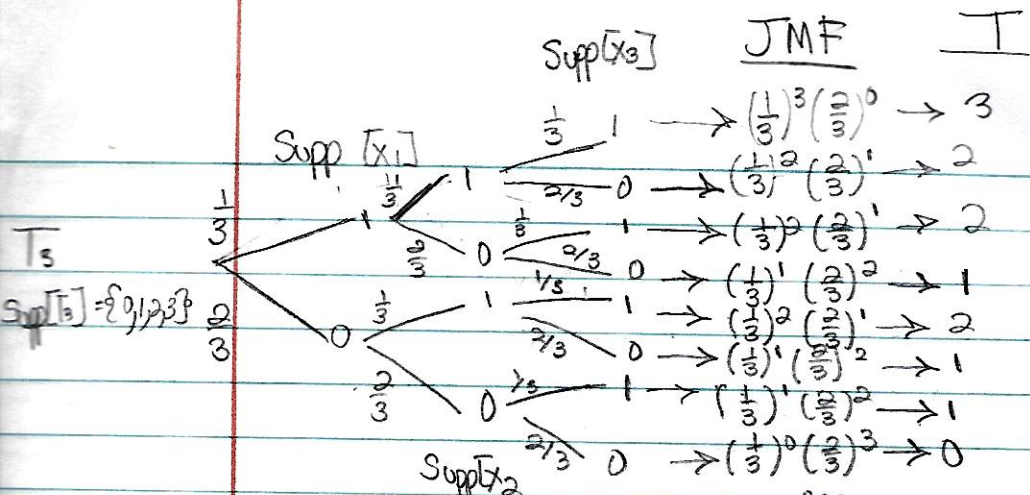 Supp[X3] JMF T
1/3 1 → (1/3)^3 (2/3)^0 → 3
Supp [X1]
1/3 1 2/3 0 → (1/3)^2 (2/3)^1 → 2
1/3 1 1/3 1 → (1/3)^2 (2/3)^1 → 2
T3 2/3 0 2/3 0 → (1/3)^1 (2/3)^2 → 1
Supp[T3]={0,1,2,3} 1/3 1 1/3 1 → (1/3)^2 (2/3)^1 → 2
2/3 0 2/3 0 → (1/3)^1 (2/3)^2 → 1
2/3 0 1/3 1 → (1/3)^1 (2/3)^2 → 1
2/3 0 → (1/3)^0 (2/3)^3 → 0
Supp[X2